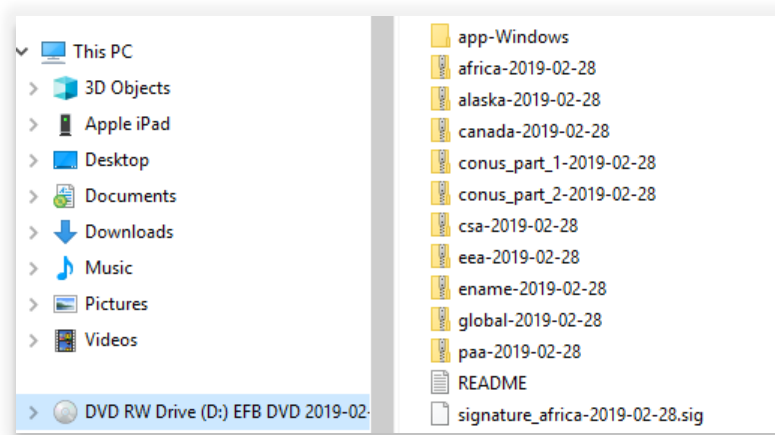 This PC
3D Objects
Apple iPad
Desktop
Documents
Downloads
Music
Pictures
Videos
DVD RW Drive (D:) EFB DVD 2019-02-
app-Windows
africa-2019-02-28
alaska-2019-02-28
canada-2019-02-28
conus_part_1-2019-02-28
conus_part_2-2019-02-28
csa-2019-02-28
eea-2019-02-28
ename-2019-02-28
global-2019-02-28
paa-2019-02-28
README
signature_africa-2019-02-28.sig